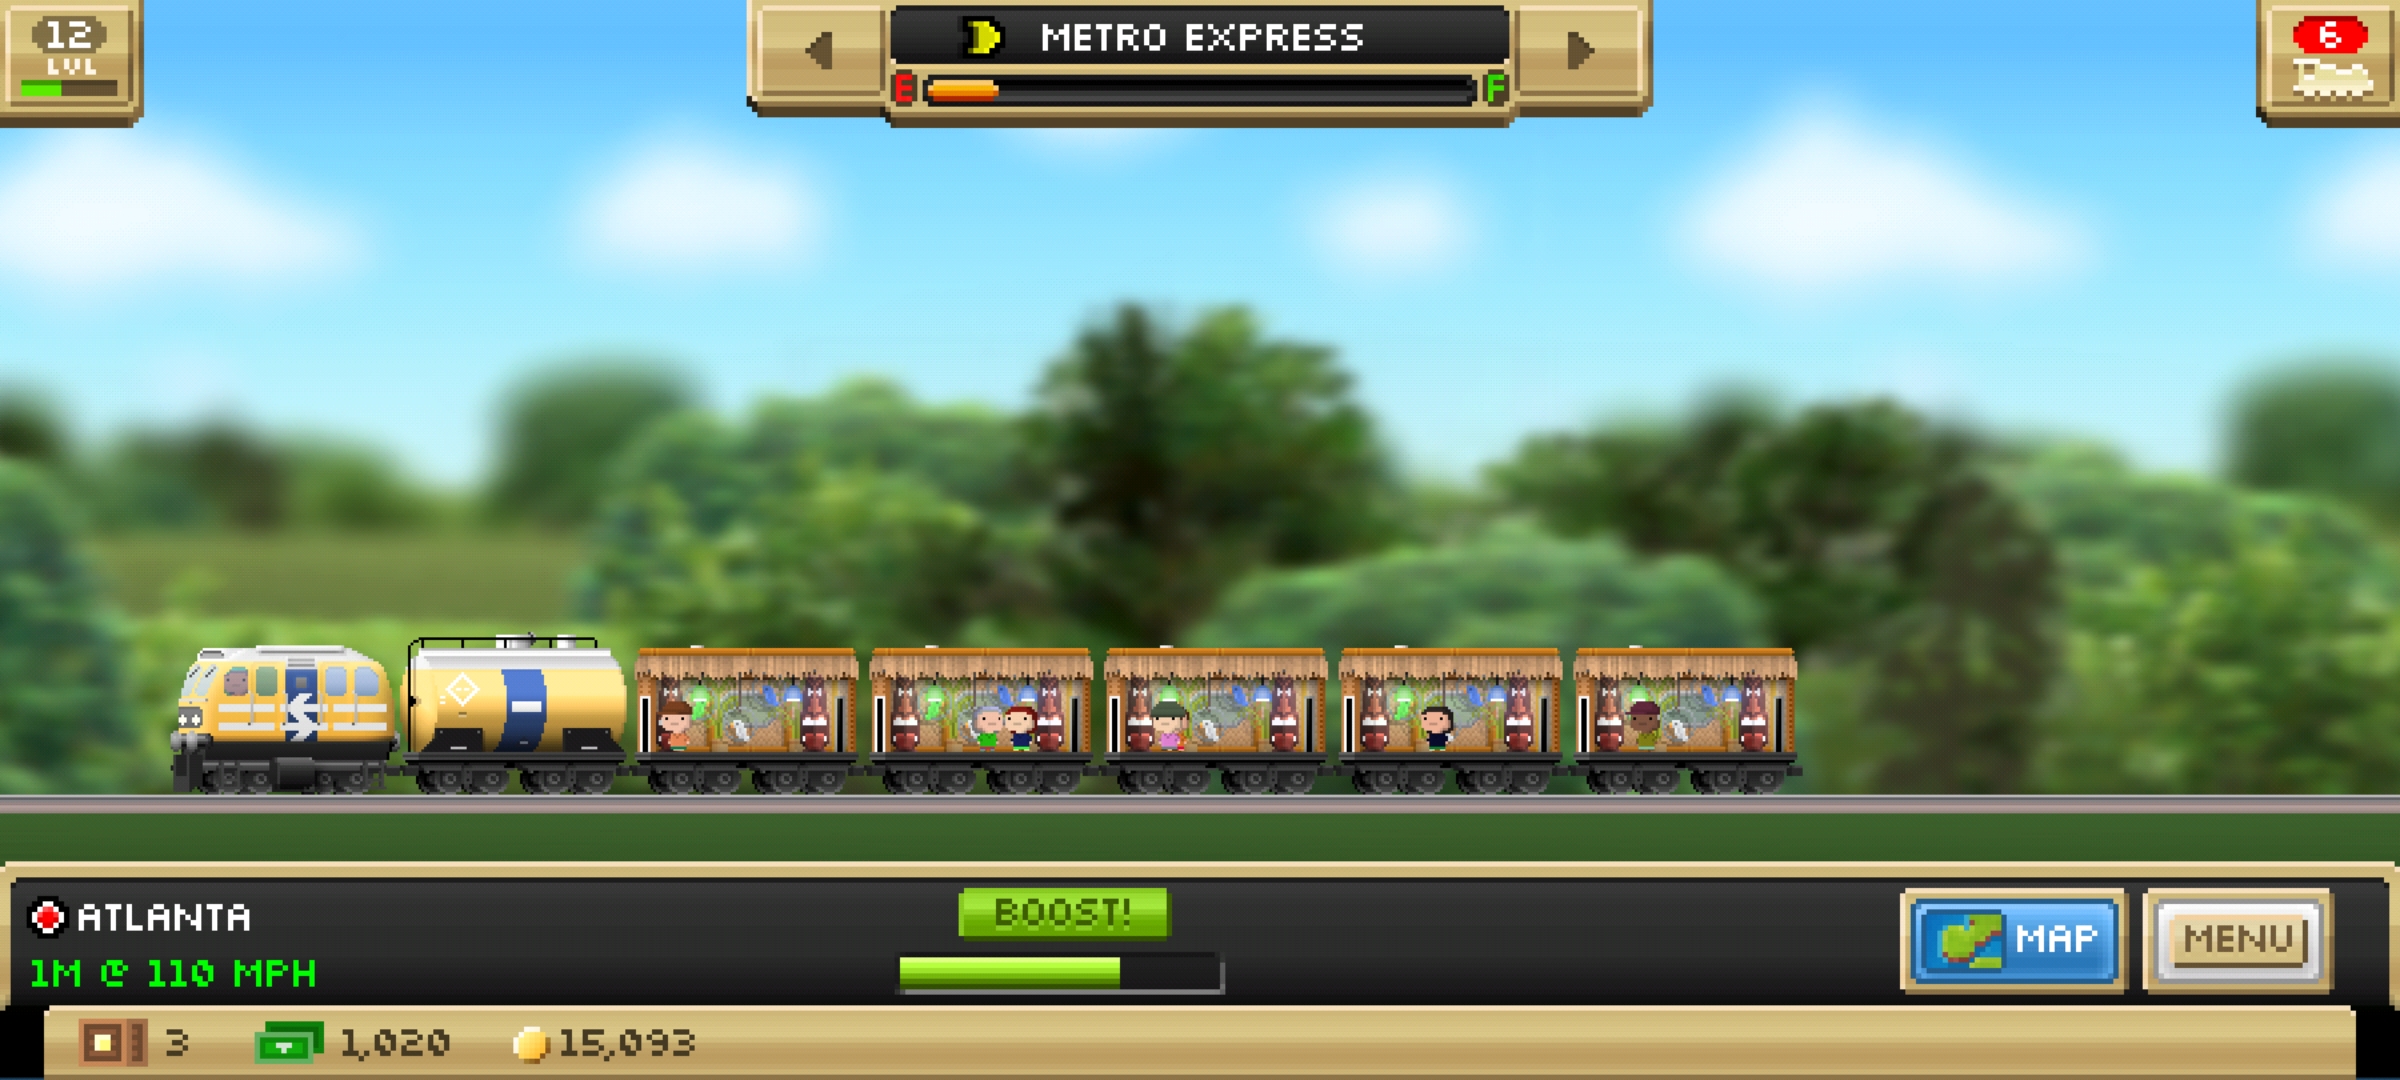 12
LVL
METRO EXPRESS
E F
6
ATLANTA
1M @ 110 MPH
BOOST!
MAP
MENU
3
1,020
15,093